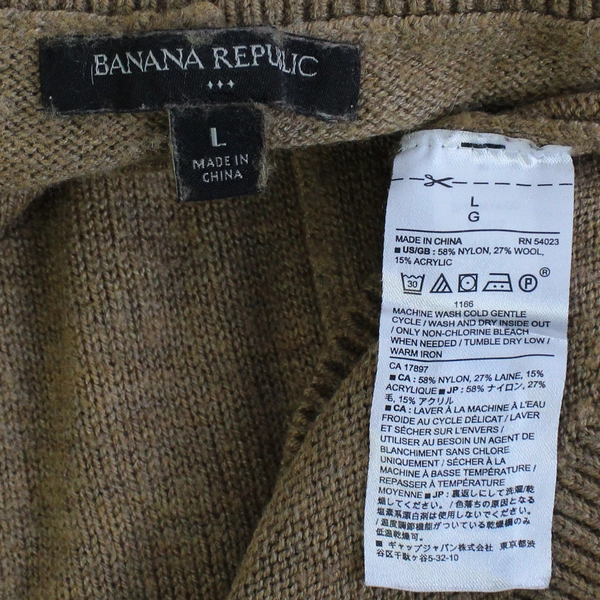 BANANA REPUBLIC
L
MADE IN
CHINA
L
G
MADE IN CHINA RN 54023
■ US/GB : 58% NYLON, 27% WOOL,
15% ACRYLIC
30 P ®
1166
MACHINE WASH COLD GENTLE
CYCLE / WASH AND DRY INSIDE OUT
/ ONLY NON-CHLORINE BLEACH
WHEN NEEDED / TUMBLE DRY LOW /
WARM IRON
CA 17897
■ CA : 58% NYLON, 27% LAINE, 15%
ACRYLIQUE ■ JP : 58% ナイロン, 27%
毛, 15% アクリル
■ CA : LAVER À LA MACHINE À L'EAU
FROIDE AU CYCLE DÉLICAT / LAVER
ET SÉCHER SUR L'ENVERS /
UTILISER AU BESOIN UN AGENT DE
BLANCHIMENT SANS CHLORE
UNIQUEMENT / SÉCHER À LA
MACHINE À BASSE TEMPÉRATURE /
REPASSER À TEMPÉRATURE
MOYENNE ■ JP : 裏返しにして洗濯/乾
燥してください。/ 色落ちの原因となる
塩素系漂白剤は使用しないでください。
/ 温度調節機能がついている乾燥機のみ
低温乾燥可。
■ ギャップジャパン株式会社 東京都渋
谷区千駄ヶ谷5-32-10